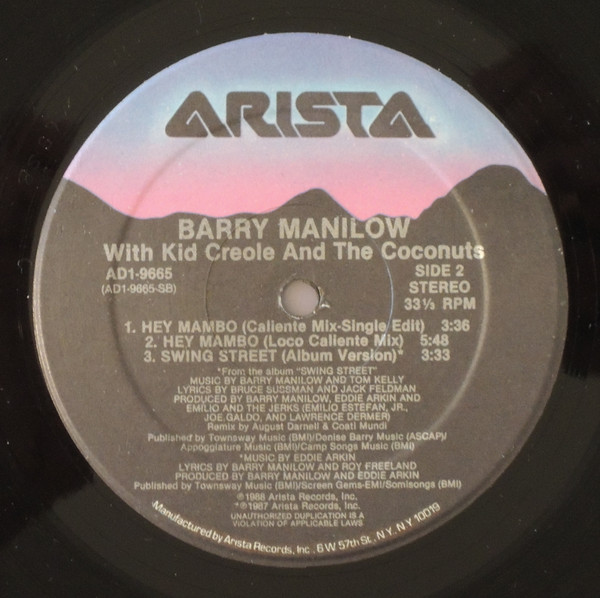 ARISTA
BARRY MANILOW
With Kid Creole And The Coconuts
AD1-9665
(AD1-9665-SB)
SIDE 2
STEREO
33⅓ RPM
1. HEY MAMBO (Caliente Mix-Single Edit) 3:36
2. HEY MAMBO (Loco Caliente Mix) 5:48
3. SWING STREET (Album Version)* 3:33
*From the album "SWING STREET"
MUSIC BY BARRY MANILOW AND TOM KELLY
LYRICS BY BRUCE SUSSMAN AND JACK FELDMAN
PRODUCED BY BARRY MANILOW, EDDIE ARKIN AND
EMILIO AND THE JERKS (EMILIO ESTEFAN, JR.,
JOE GALDO, AND LAWRENCE DERMER)
Remix by August Darnell & Coati Mundi
Published by Townsway Music (BMI)/Denise Barry Music (ASCAP)/
Appoggiature Music (BMI)/Camp Songs Music (BMI)
*MUSIC BY EDDIE ARKIN
LYRICS BY BARRY MANILOW AND ROY FREELAND
PRODUCED BY BARRY MANILOW AND EDDIE ARKIN
Published by Townsway Music (BMI)/Screen Gems-EMI/Somisongs (BMI)
℗1988 Arista Records, Inc.
*℗1987 Arista Records, Inc.
UNAUTHORIZED DUPLICATION IS A
VIOLATION OF APPLICABLE LAWS
Manufactured by Arista Records, Inc. 6 W 57th St., N.Y., N.Y. 10019